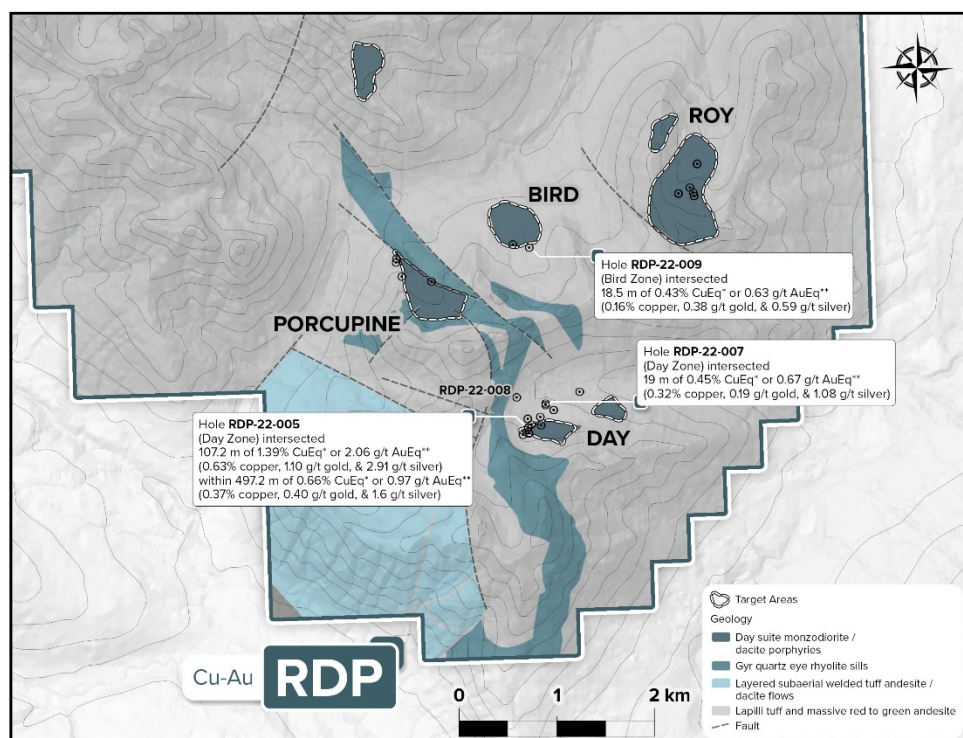 ROY
BIRD
Hole RDP-22-009
(Bird Zone) intersected
18.5 m of 0.43% CuEq* or 0.63 g/t AuEq**
(0.16% copper, 0.38 g/t gold, & 0.59 g/t silver)
PORCUPINE
Hole RDP-22-007
(Day Zone) intersected
19 m of 0.45% CuEq* or 0.67 g/t AuEq**
(0.32% copper, 0.19 g/t gold, & 1.08 g/t silver)
RDP-22-008
DAY
Hole RDP-22-005
(Day Zone) intersected
107.2 m of 1.39% CuEq* or 2.06 g/t AuEq**
(0.63% copper, 1.10 g/t gold, & 2.91 g/t silver)
within 497.2 m of 0.66% CuEq* or 0.97 g/t AuEq**
(0.37% copper, 0.40 g/t gold, & 1.6 g/t silver)
Cu-Au RDP
0 1 2 km
Target Areas
Geology
Day suite monzodiorite /
dacite porphyries
Gyr quartz eye rhyolite sills
Layered subaerial welded tuff andesite /
dacite flows
Lapilli tuff and massive red to green andesite
Fault